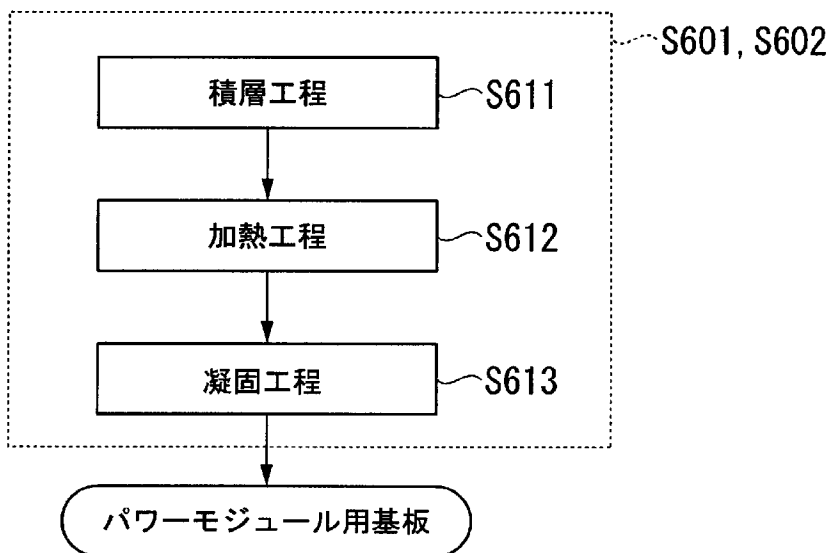 S601, S602
積層工程
S611
加熱工程
S612
凝固工程
S613
パワーモジュール用基板